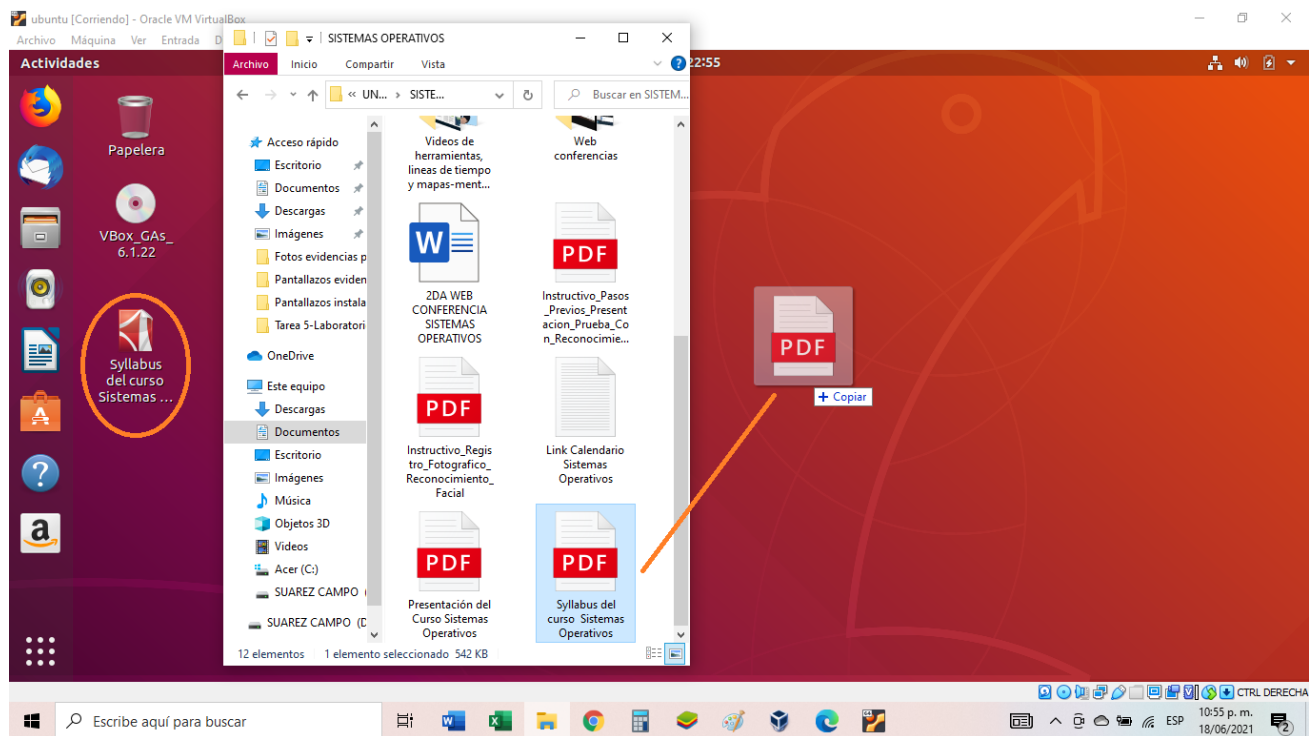 ubuntu [Corriendo] - Oracle VM VirtualBox
Archivo Máquina Ver Entrada D
Actividades
22:55
Papelera
VBox_GAs_
6.1.22
Syllabus
del curso
Sistemas ...
SISTEMAS OPERATIVOS
Archivo Inicio Compartir Vista
« UN... › SISTE...
Buscar en SISTEM...
Acceso rápido
Escritorio
Documentos
Descargas
Imágenes
Fotos evidencias p
Pantallazos eviden
Pantallazos instala
Tarea 5-Laboratori
OneDrive
Este equipo
Descargas
Documentos
Escritorio
Imágenes
Música
Objetos 3D
Videos
Acer (C:)
SUAREZ CAMPO (
SUAREZ CAMPO (D
Videos de
herramientas,
lineas de tiempo
y mapas-ment...
Web
conferencias
W
2DA WEB
CONFERENCIA
SISTEMAS
OPERATIVOS
PDF
Instructivo_Pasos
_Previos_Present
acion_Prueba_Co
n_Reconocimie...
PDF
Instructivo_Regis
tro_Fotografico_
Reconocimiento_
Facial
Link Calendario
Sistemas
Operativos
PDF
Presentación del
Curso Sistemas
Operativos
PDF
Syllabus del
curso Sistemas
Operativos
12 elementos 1 elemento seleccionado 542 KB
PDF
+ Copiar
CTRL DERECHA
Escribe aquí para buscar
ESP
10:55 p. m.
18/06/2021
2